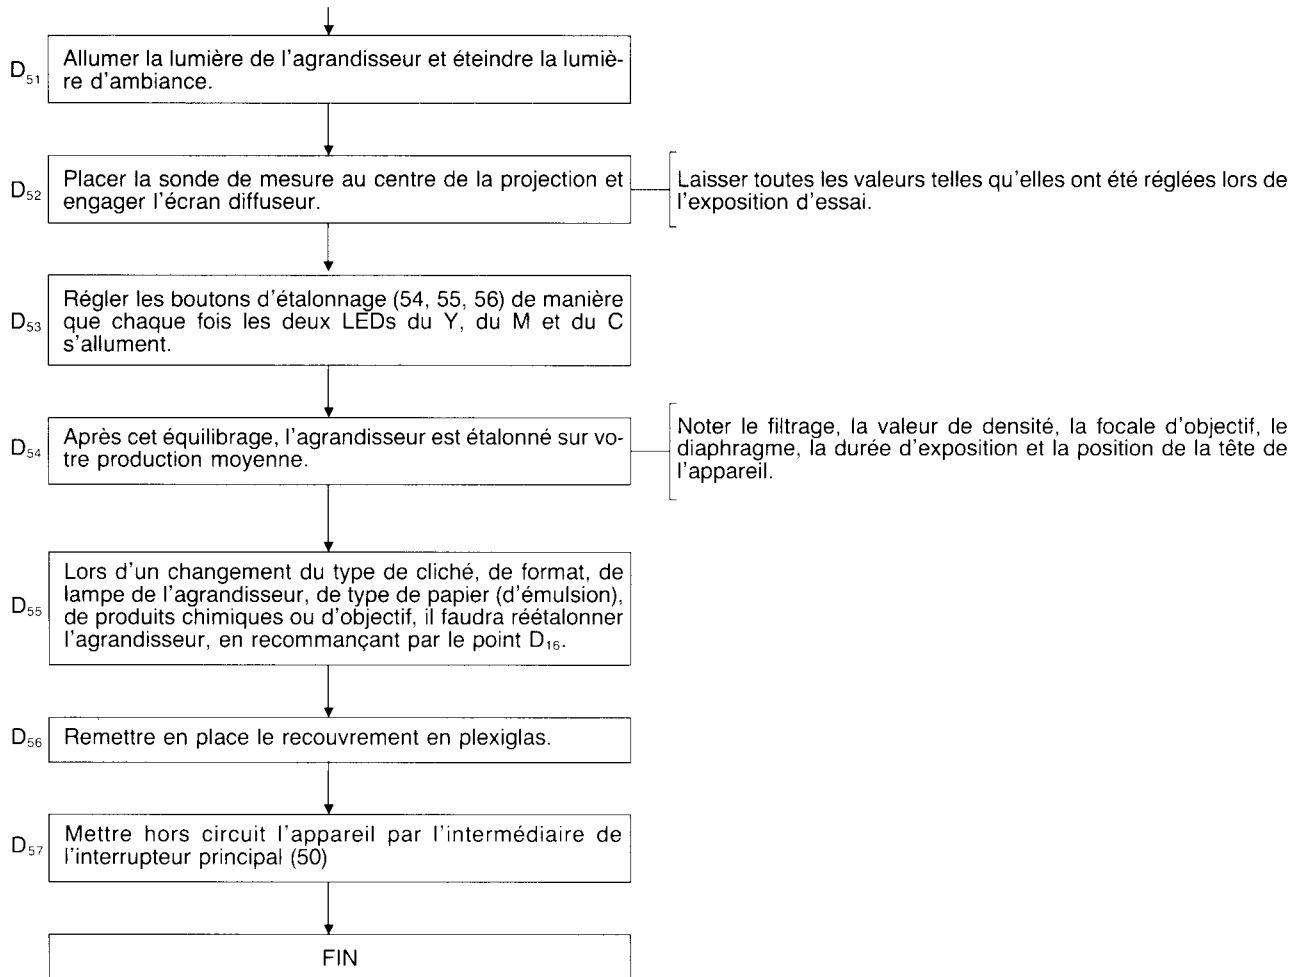 D₅₁
Allumer la lumière de l'agrandisseur et éteindre la lumiè-
re d'ambiance.
D₅₂
Placer la sonde de mesure au centre de la projection et
engager l'écran diffuseur.
Laisser toutes les valeurs telles qu'elles ont été réglées lors de
l'exposition d'essai.
D₅₃
Régler les boutons d'étalonnage (54, 55, 56) de manière
que chaque fois les deux LEDs du Y, du M et du C
s'allument.
D₅₄
Après cet équilibrage, l'agrandisseur est étalonné sur vo-
tre production moyenne.
Noter le filtrage, la valeur de densité, la focale d'objectif, le
diaphragme, la durée d'exposition et la position de la tête de
l'appareil.
D₅₅
Lors d'un changement du type de cliché, de format, de
lampe de l'agrandisseur, de type de papier (d'émulsion),
de produits chimiques ou d'objectif, il faudra réétalonner
l'agrandisseur, en recommançant par le point D₁₆.
D₅₆
Remettre en place le recouvrement en plexiglas.
D₅₇
Mettre hors circuit l'appareil par l'intermédiaire de
l'interrupteur principal (50)
FIN